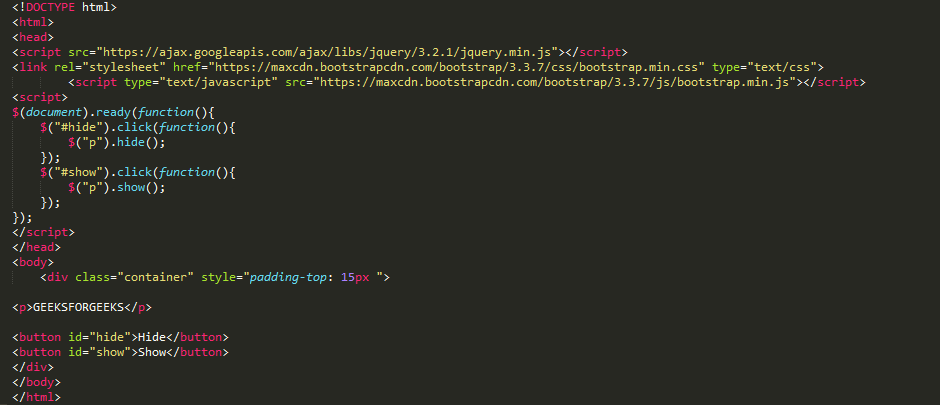 <!DOCTYPE html>
<html>
<head>
<script src="https://ajax.googleapis.com/ajax/libs/jquery/3.2.1/jquery.min.js"></script>
<link rel="stylesheet" href="https://maxcdn.bootstrapcdn.com/bootstrap/3.3.7/css/bootstrap.min.css" type="text/css">
        <script type="text/javascript" src="https://maxcdn.bootstrapcdn.com/bootstrap/3.3.7/js/bootstrap.min.js"></script>
<script>
$(document).ready(function(){
    $("#hide").click(function(){
        $("p").hide();
    });
    $("#show").click(function(){
        $("p").show();
    });
});
</script>
</head>
<body>
    <div class="container" style="padding-top: 15px ">
<p>GEEKSFORGEEKS</p>
<button id="hide">Hide</button>
<button id="show">Show</button>
</div>
</body>
</html>